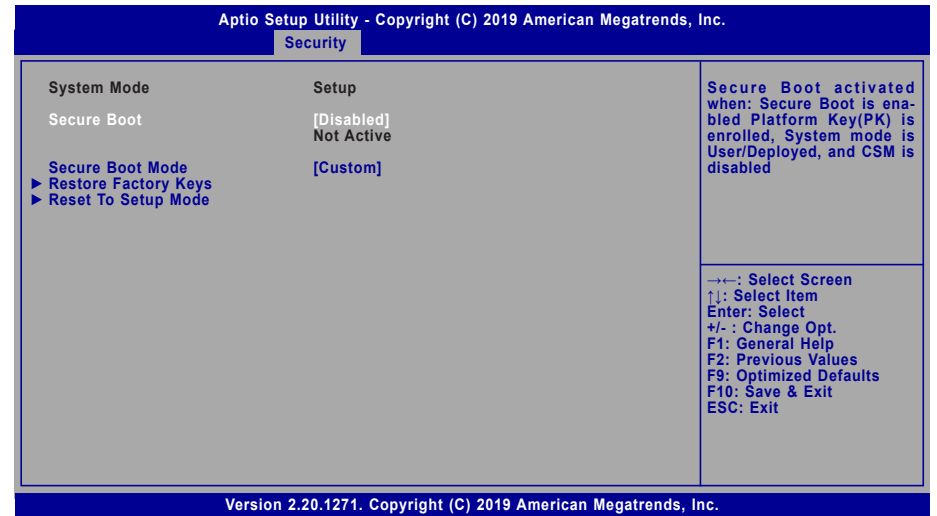 Aptio Setup Utility - Copyright (C) 2019 American Megatrends, Inc.
Security
System Mode Setup
Secure Boot [Disabled]
Not Active
Secure Boot Mode [Custom]
▶ Restore Factory Keys
▶ Reset To Setup Mode
Secure Boot activated
when: Secure Boot is ena-
bled Platform Key(PK) is
enrolled, System mode is
User/Deployed, and CSM is
disabled
→←: Select Screen
↑↓: Select Item
Enter: Select
+/- : Change Opt.
F1: General Help
F2: Previous Values
F9: Optimized Defaults
F10: Save & Exit
ESC: Exit
Version 2.20.1271. Copyright (C) 2019 American Megatrends, Inc.